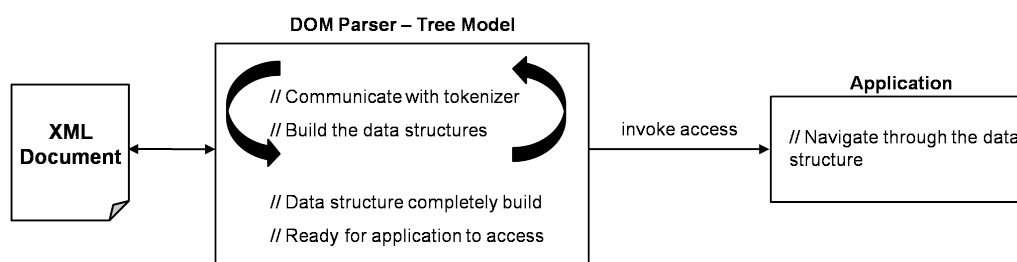 DOM Parser – Tree Model
XML
Document
// Communicate with tokenizer
// Build the data structures
// Data structure completely build
// Ready for application to access
invoke access
Application
// Navigate through the data
structure